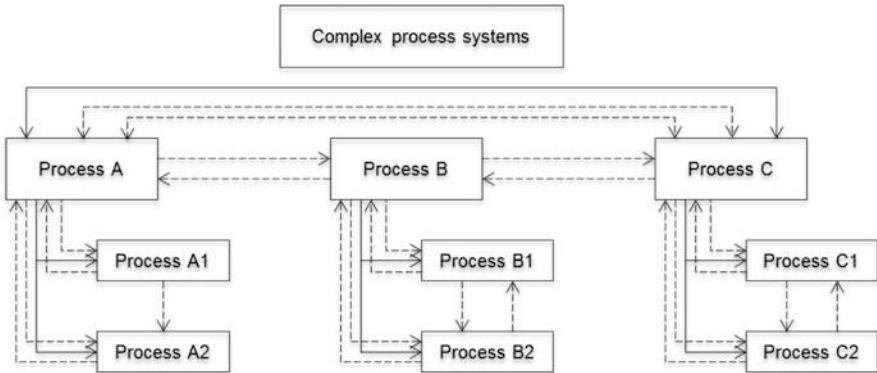 Complex process systems
Process A
Process B
Process C
Process A1
Process B1
Process C1
Process A2
Process B2
Process C2